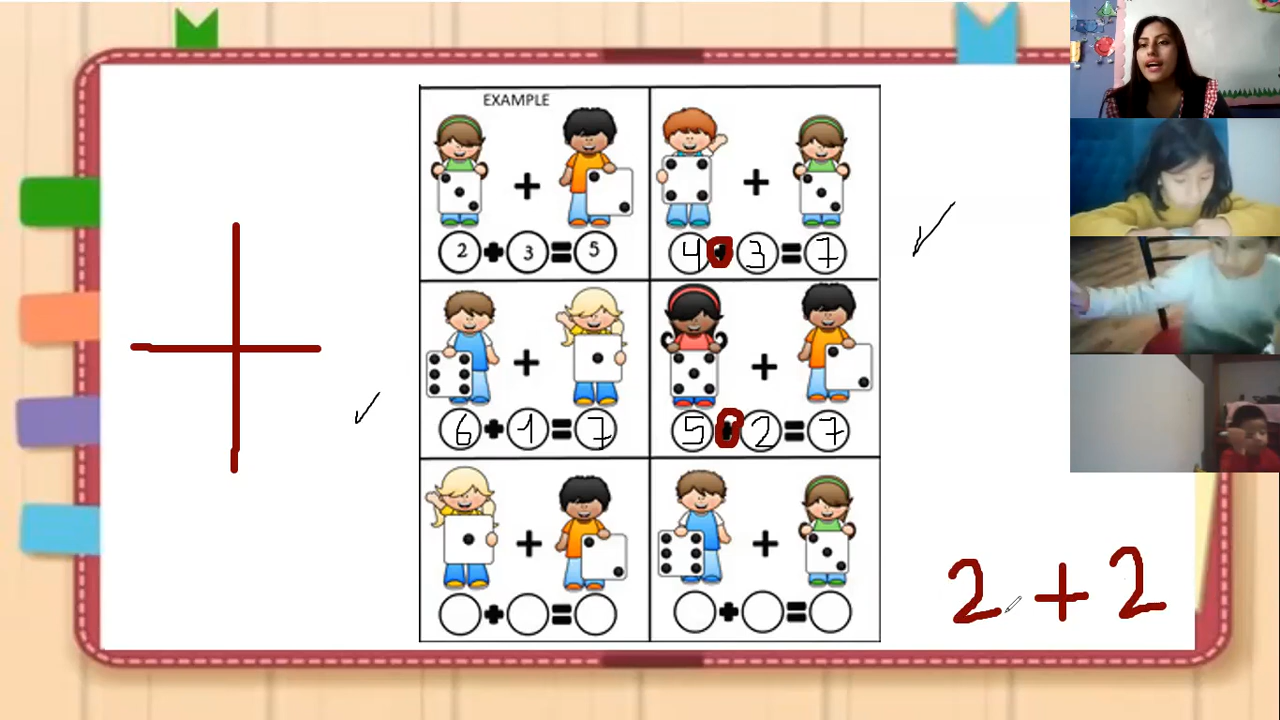 EXAMPLE
+ +
2 + 3 = 5
4 + 3 = 7
+
+ +
6 + 1 = 7
5 + 2 = 7
+ +
+ =
+ =
2 + 2